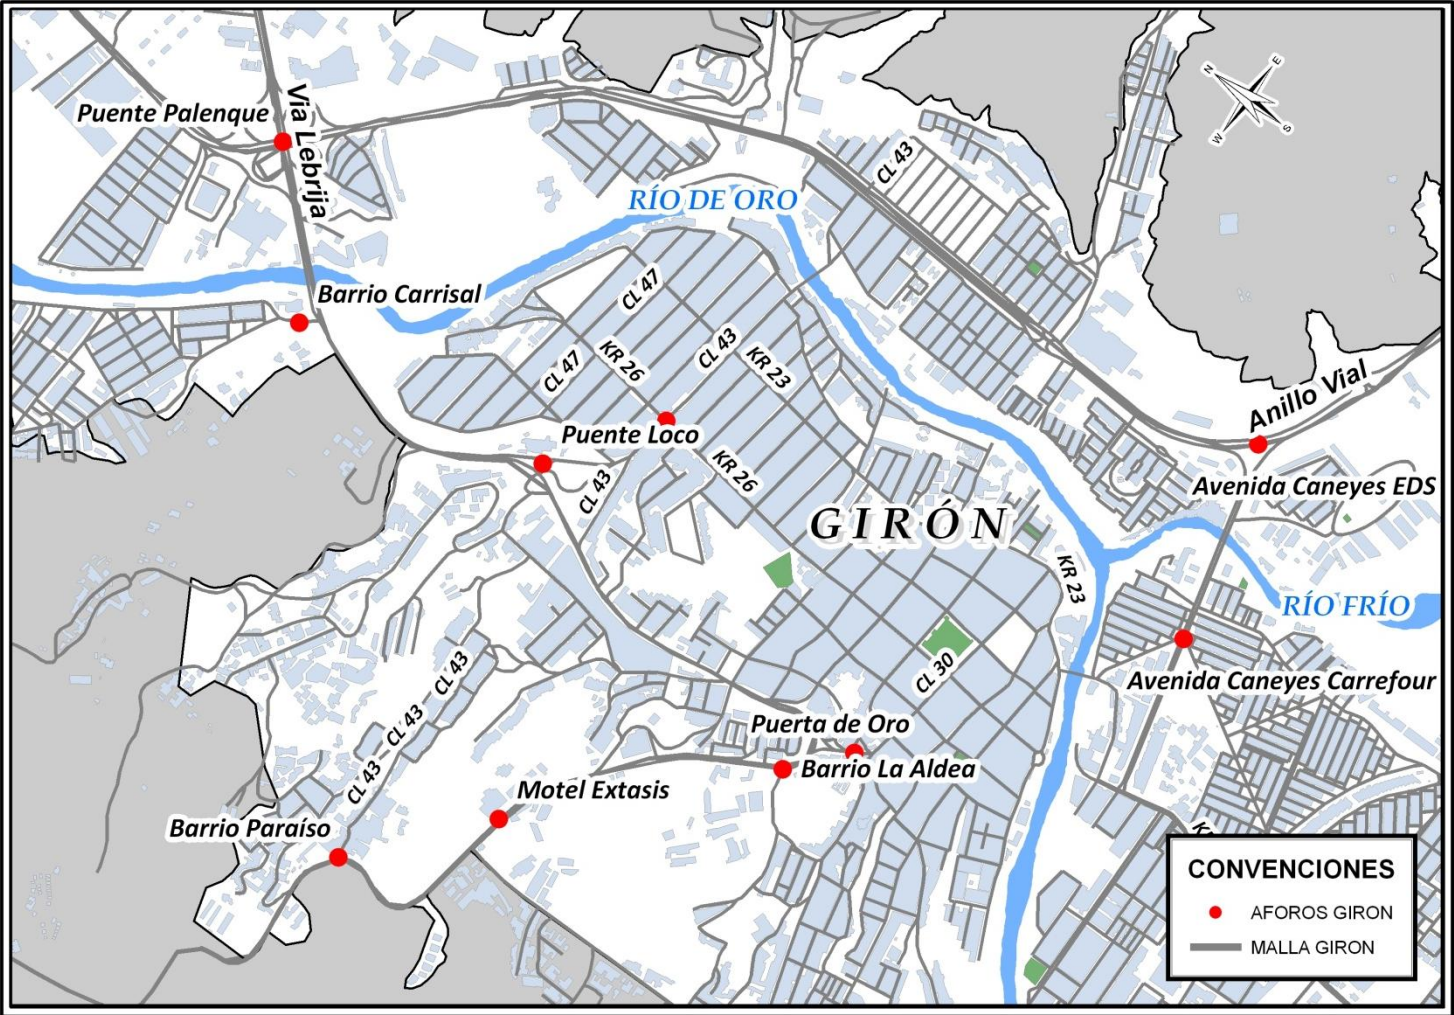 N
E
W
S
Puente Palenque
Via Lebrija
CL 43
RÍO DE ORO
Barrio Carrisal
CL 47
CL 43
KR 26
KR 23
CL 47
Anillo Vial
Puente Loco
KR 26
CL 43
Avenida Caneyes EDS
GIRÓN
KR 23
RÍO FRÍO
CL 43
CL 30
Avenida Caneyes Carrefour
CL 43
Puerta de Oro
CL 43
Barrio La Aldea
Motel Extasis
Barrio Paraíso
CONVENCIONES
AFOROS GIRON
MALLA GIRON